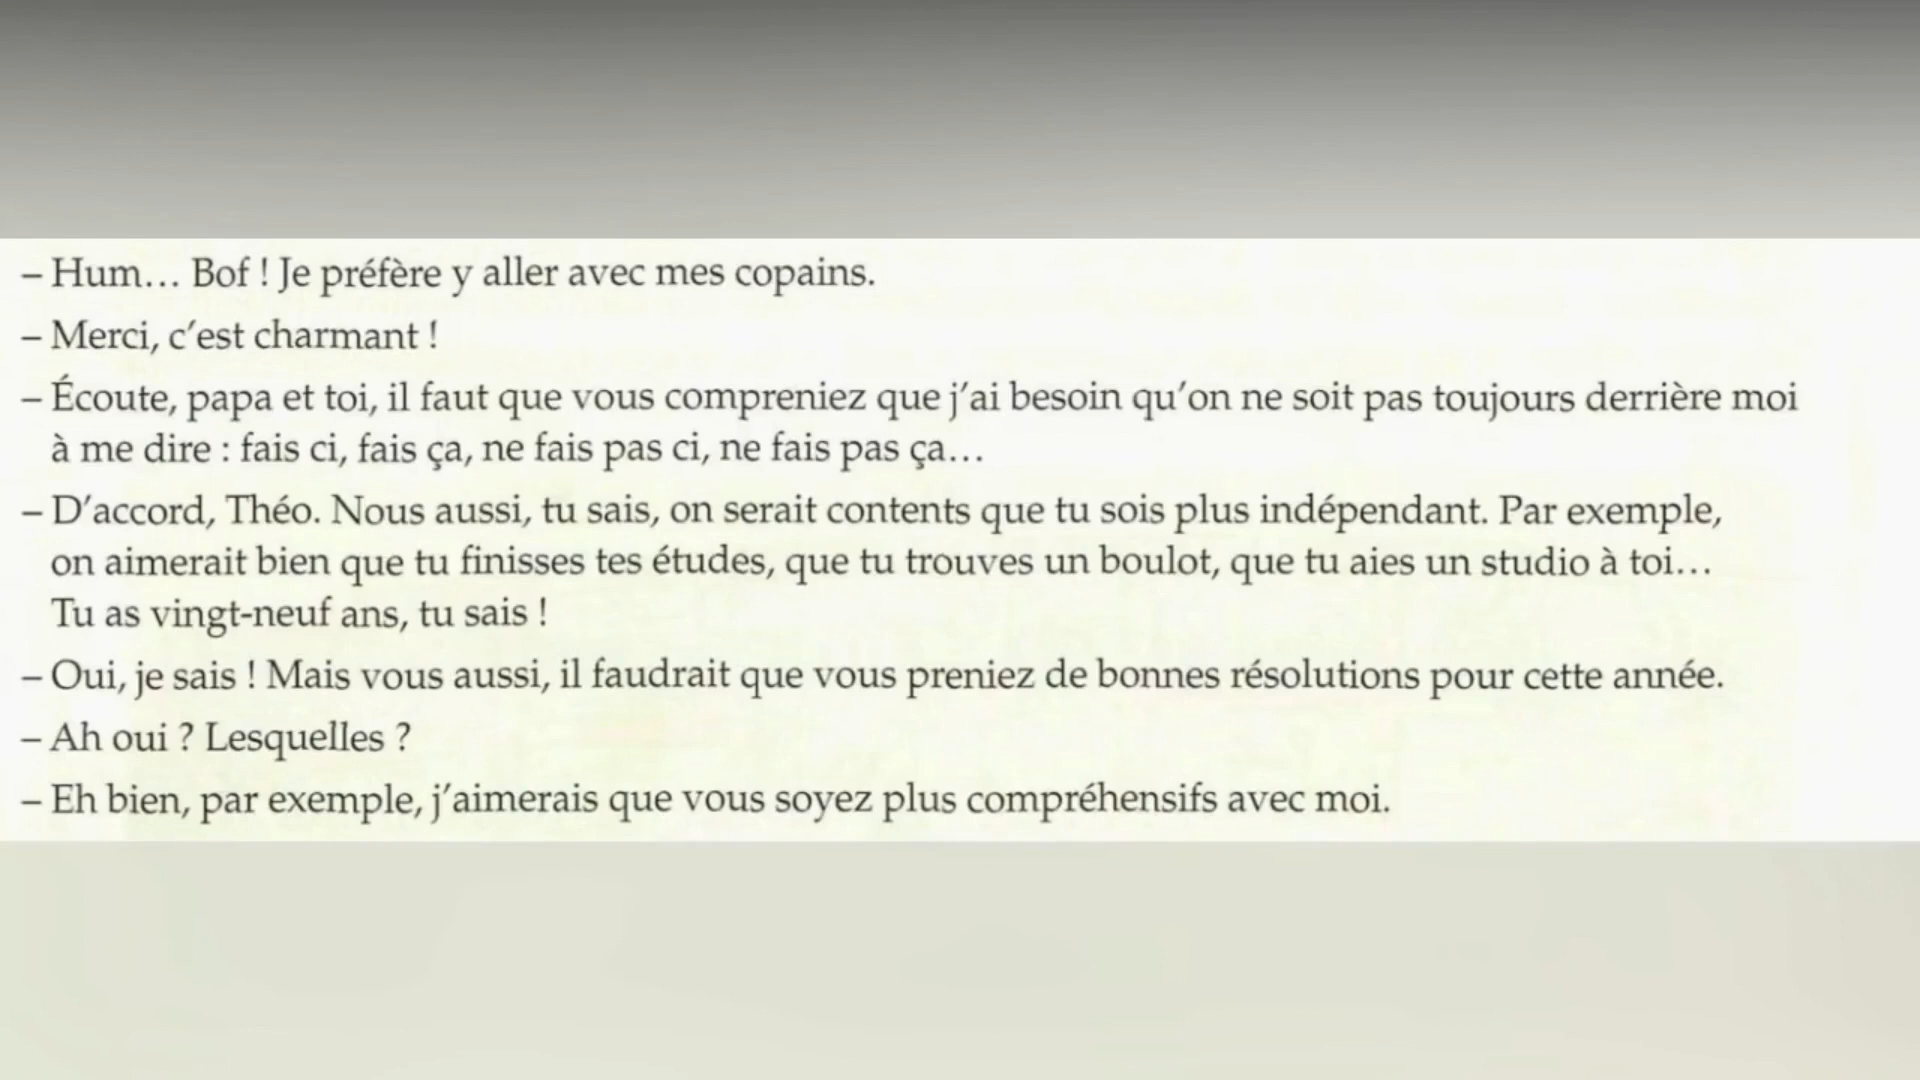 – Hum… Bof ! Je préfère y aller avec mes copains.
– Merci, c’est charmant !
– Écoute, papa et toi, il faut que vous compreniez que j’ai besoin qu’on ne soit pas toujours derrière moi
à me dire : fais ci, fais ça, ne fais pas ci, ne fais pas ça…
– D’accord, Théo. Nous aussi, tu sais, on serait contents que tu sois plus indépendant. Par exemple,
on aimerait bien que tu finisses tes études, que tu trouves un boulot, que tu aies un studio à toi…
Tu as vingt-neuf ans, tu sais !
– Oui, je sais ! Mais vous aussi, il faudrait que vous preniez de bonnes résolutions pour cette année.
– Ah oui ? Lesquelles ?
– Eh bien, par exemple, j’aimerais que vous soyez plus compréhensifs avec moi.